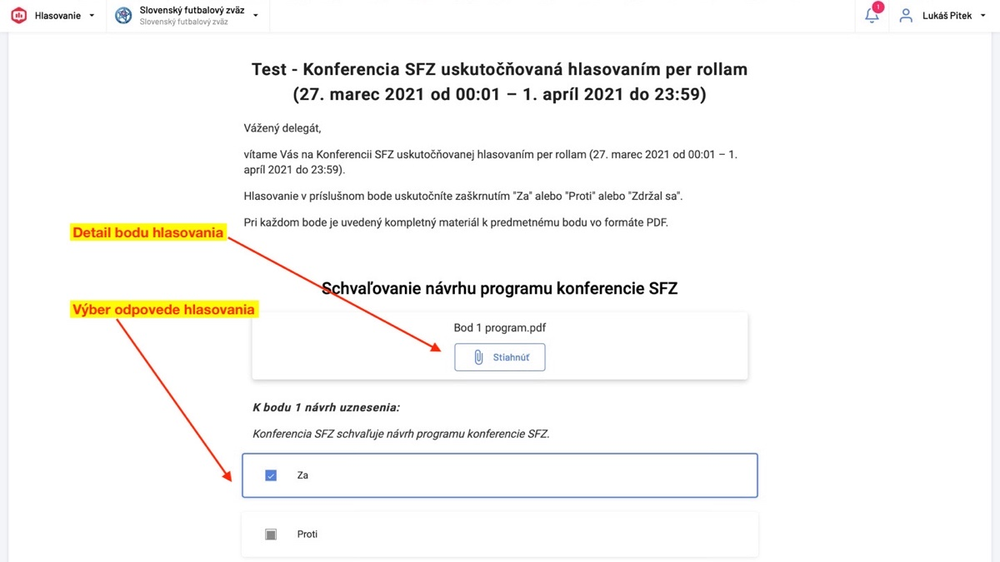 Hlasovanie
Slovenský futbalový zväz
Slovenský futbalový zväz
1
Lukáš Pitek
Test - Konferencia SFZ uskutočňovaná hlasovaním per rollam
(27. marec 2021 od 00:01 – 1. apríl 2021 do 23:59)
Vážený delegát,
vítame Vás na Konferencii SFZ uskutočňovanej hlasovaním per rollam (27. marec 2021 od 00:01 – 1.
apríl 2021 do 23:59).
Hlasovanie v príslušnom bode uskutočníte zaškrnutím "Za" alebo "Proti" alebo "Zdržal sa".
Pri každom bode je uvedený kompletný materiál k predmetnému bodu vo formáte PDF.
Detail bodu hlasovania
Schvaľovanie návrhu programu konferencie SFZ
Výber odpovede hlasovania
Bod 1 program.pdf
Stiahnúť
K bodu 1 návrh uznesenia:
Konferencia SFZ schvaľuje návrh programu konferencie SFZ.
Za
Proti